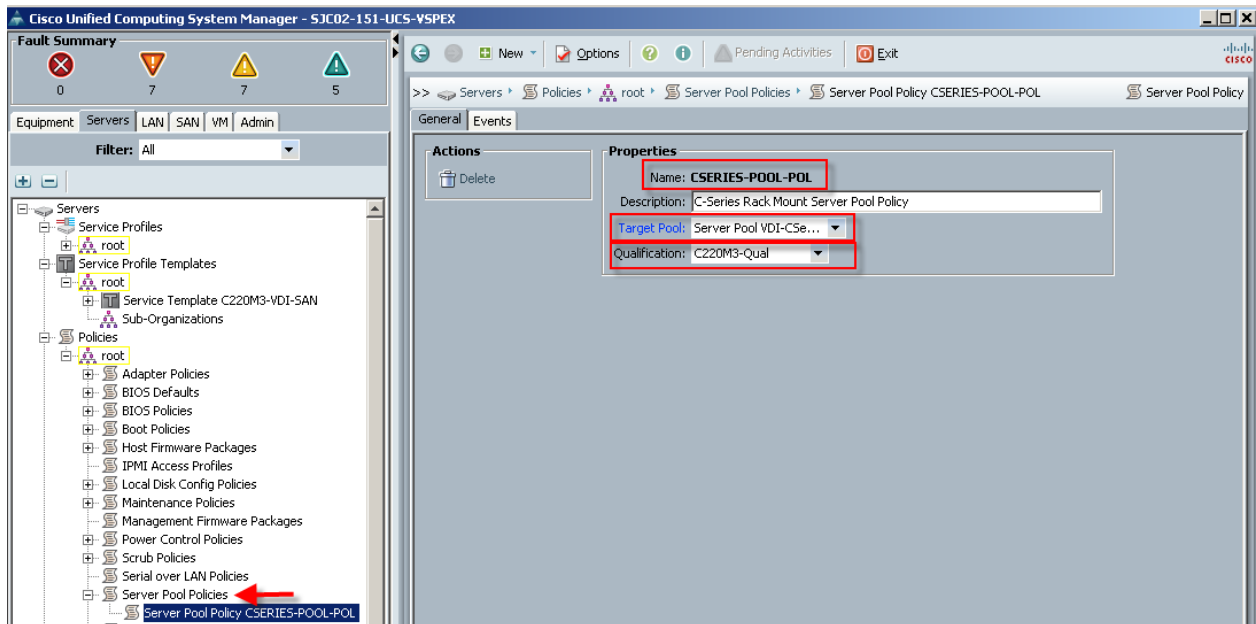 Cisco Unified Computing System Manager - SJC02-151-UCS-VSPEX
Fault Summary
0 7 7 5
New Options Pending Activities Exit
cisco
>> Servers Policies root Server Pool Policies Server Pool Policy CSERIES-POOL-POL Server Pool Policy
Equipment Servers LAN SAN VM Admin
Filter: All
General Events
Actions
Delete
Properties
Name: CSERIES-POOL-POL
Description: C-Series Rack Mount Server Pool Policy
Target Pool: Server Pool VDI-CSe...
Qualification: C220M3-Qual
Servers
Service Profiles
root
Service Profile Templates
root
Service Template C220M3-VDI-SAN
Sub-Organizations
Policies
root
Adapter Policies
BIOS Defaults
BIOS Policies
Boot Policies
Host Firmware Packages
IPMI Access Profiles
Local Disk Config Policies
Maintenance Policies
Management Firmware Packages
Power Control Policies
Scrub Policies
Serial over LAN Policies
Server Pool Policies
Server Pool Policy CSERIES-POOL-POL